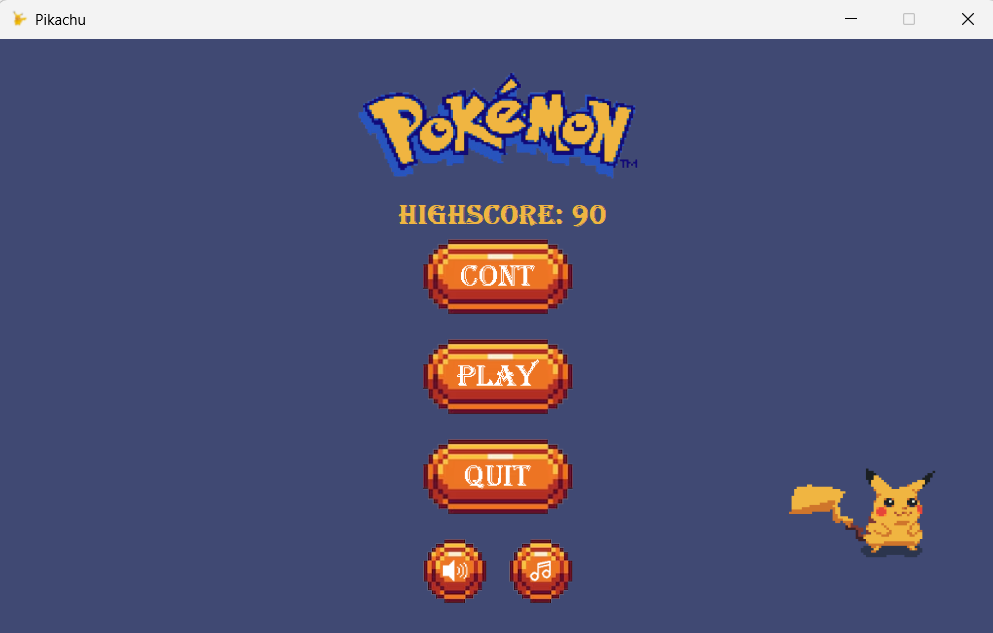 Pikachu
POKéMON
TM
HIGHSCORE: 90
CONT
PLAY
QUIT